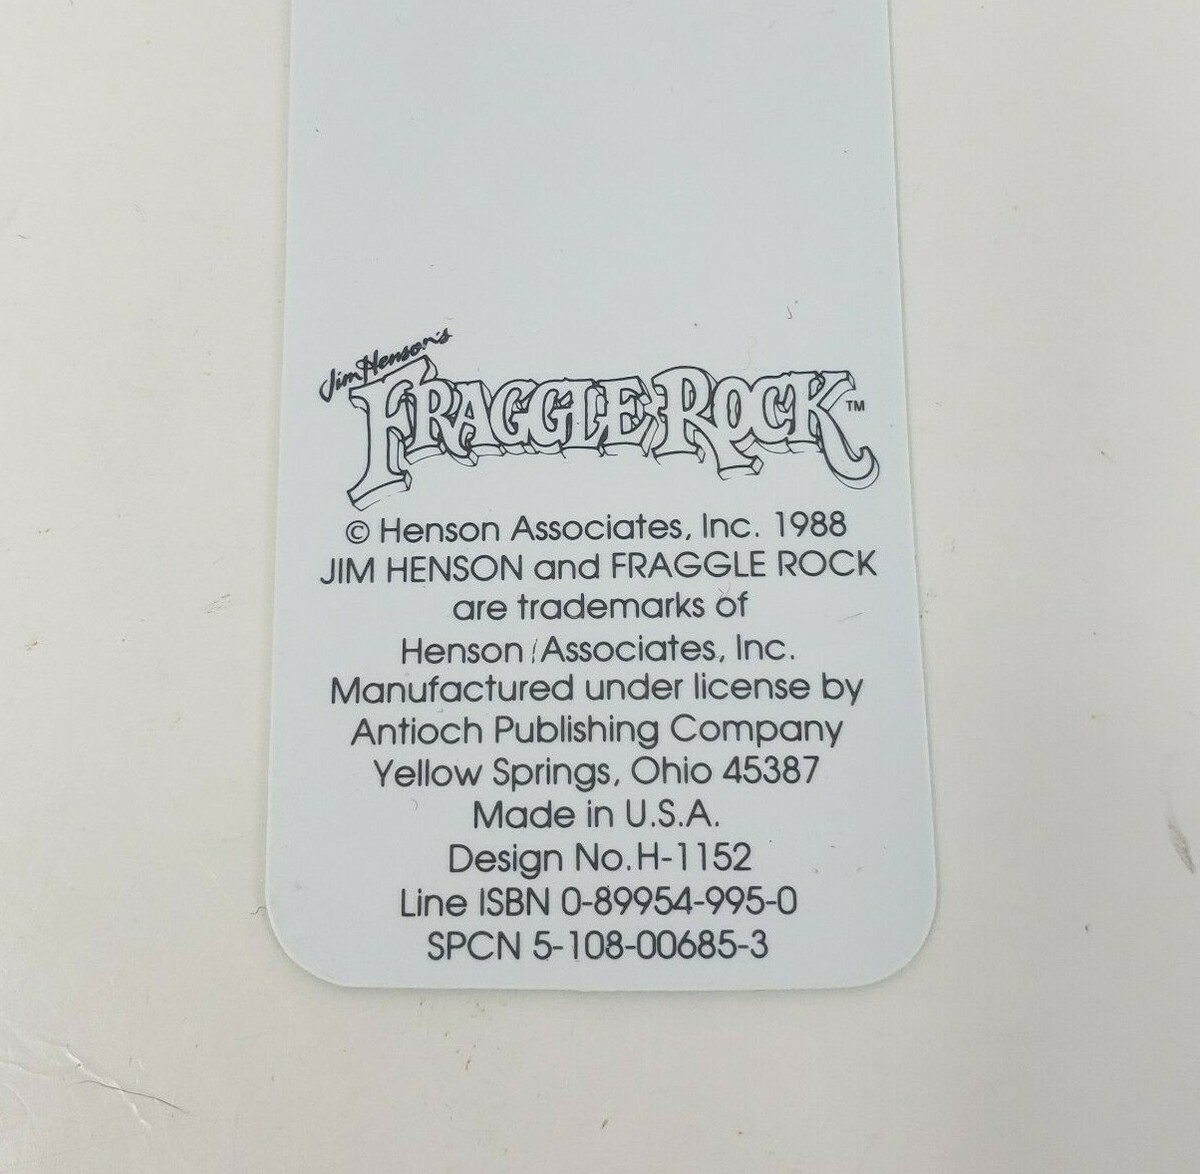 Jim Henson's
FRAGGLE ROCK™
© Henson Associates, Inc. 1988
JIM HENSON and FRAGGLE ROCK
are trademarks of
Henson Associates, Inc.
Manufactured under license by
Antioch Publishing Company
Yellow Springs, Ohio 45387
Made in U.S.A.
Design No. H-1152
Line ISBN 0-89954-995-0
SPCN 5-108-00685-3